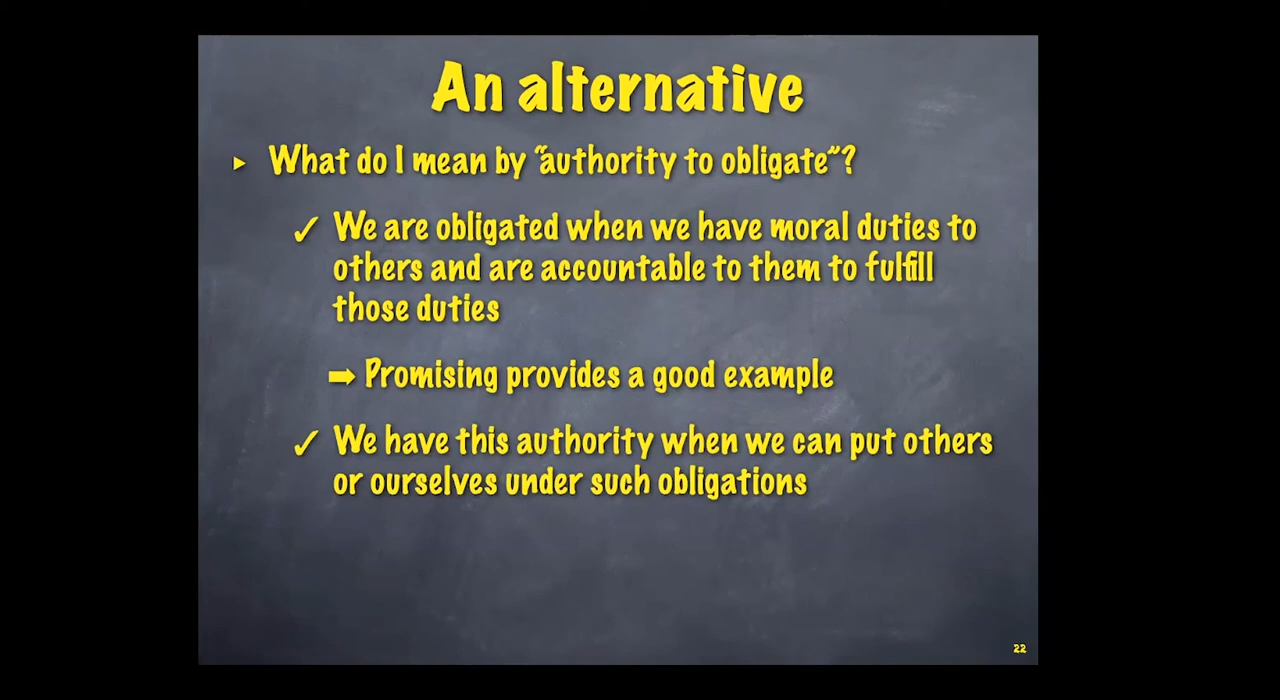 An alternative
▸ What do I mean by “authority to obligate”?
✓ We are obligated when we have moral duties to
others and are accountable to them to fulfill
those duties
➡ Promising provides a good example
✓ We have this authority when we can put others
or ourselves under such obligations
22